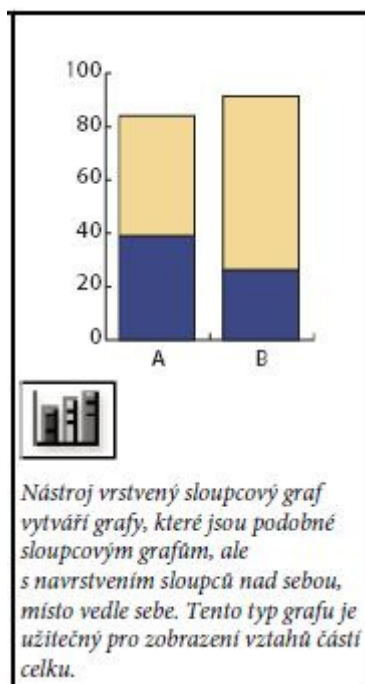 100
80
60
40
20
0
A B
Nástroj vrstvený sloupcový graf
vytváří grafy, které jsou podobné
sloupcovým grafům, ale
s navrstvením sloupců nad sebou,
místo vedle sebe. Tento typ grafu je
užitečný pro zobrazení vztahů částí
celku.